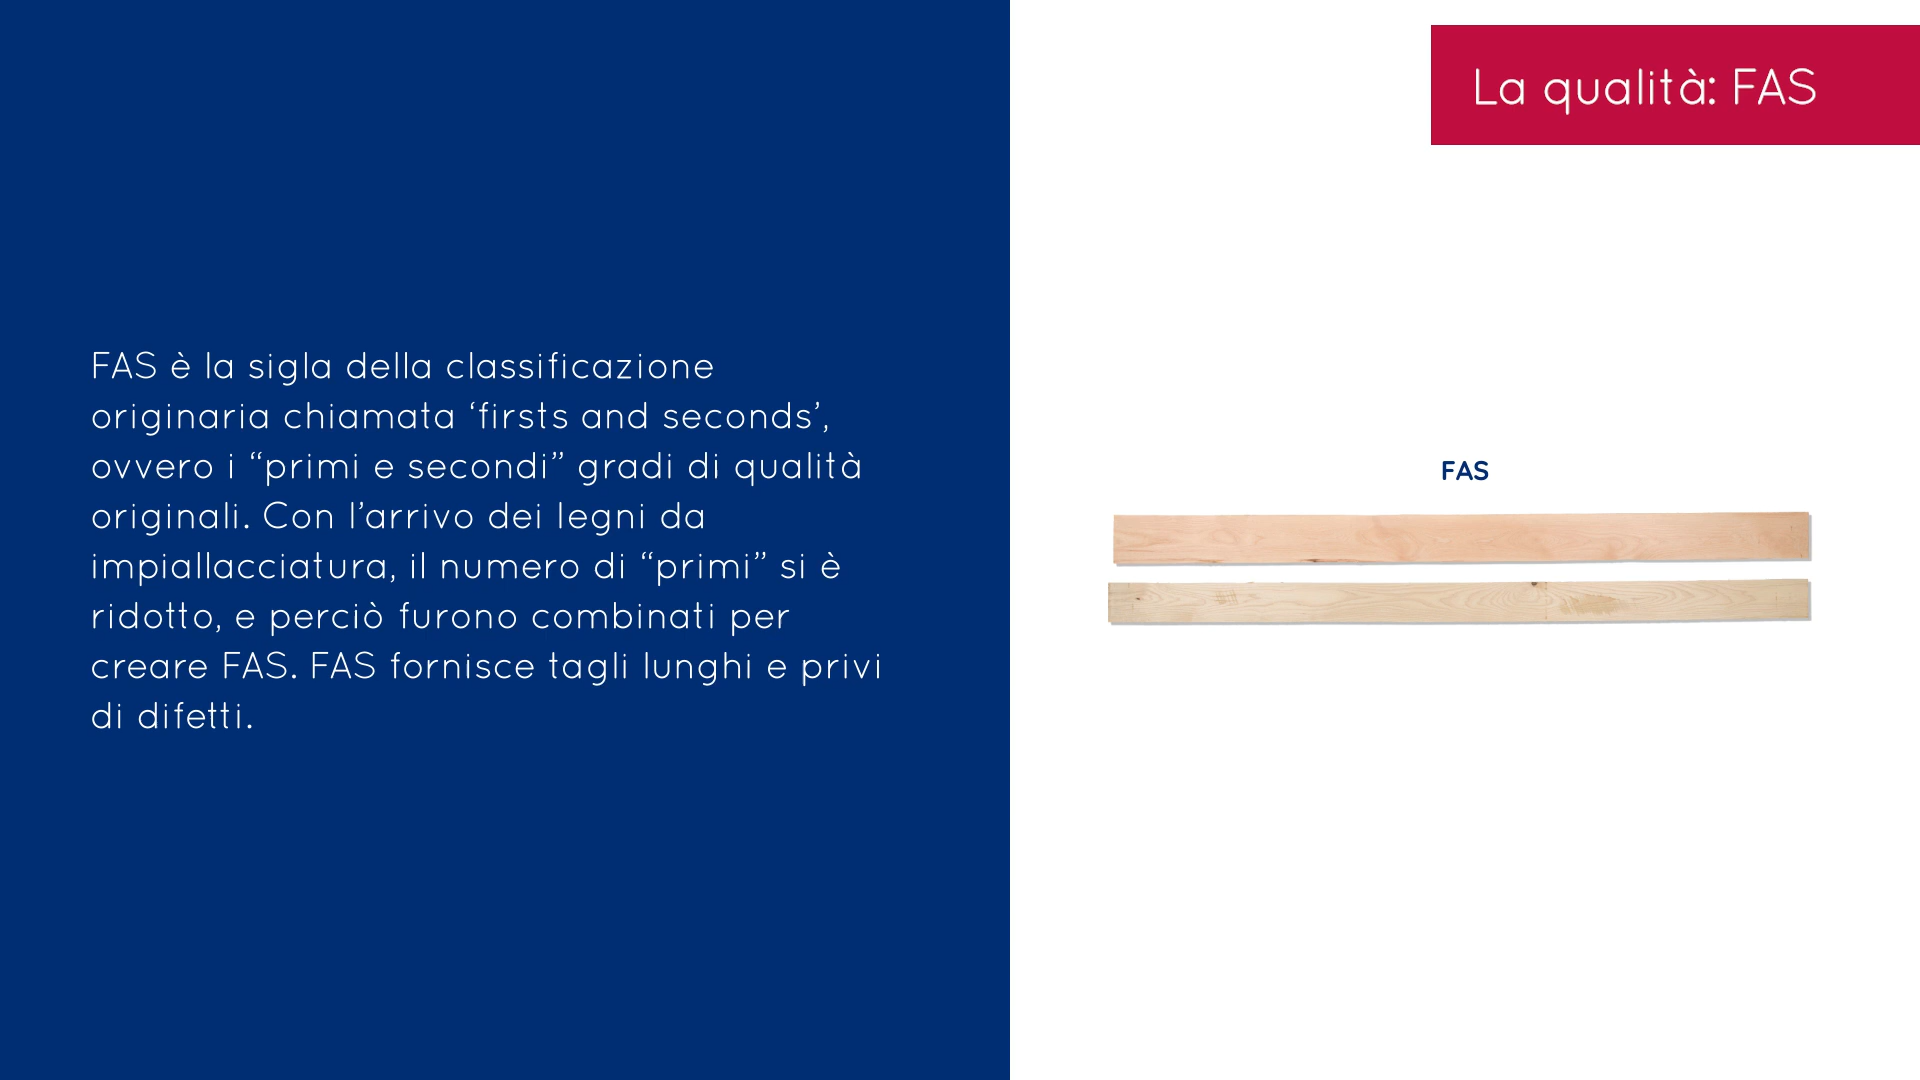 La qualità: FAS
FAS è la sigla della classificazione
originaria chiamata ‘firsts and seconds’,
ovvero i “primi e secondi” gradi di qualità
originali. Con l’arrivo dei legni da
impiallacciatura, il numero di “primi” si è
ridotto, e perciò furono combinati per
creare FAS. FAS fornisce tagli lunghi e privi
di difetti.
FAS